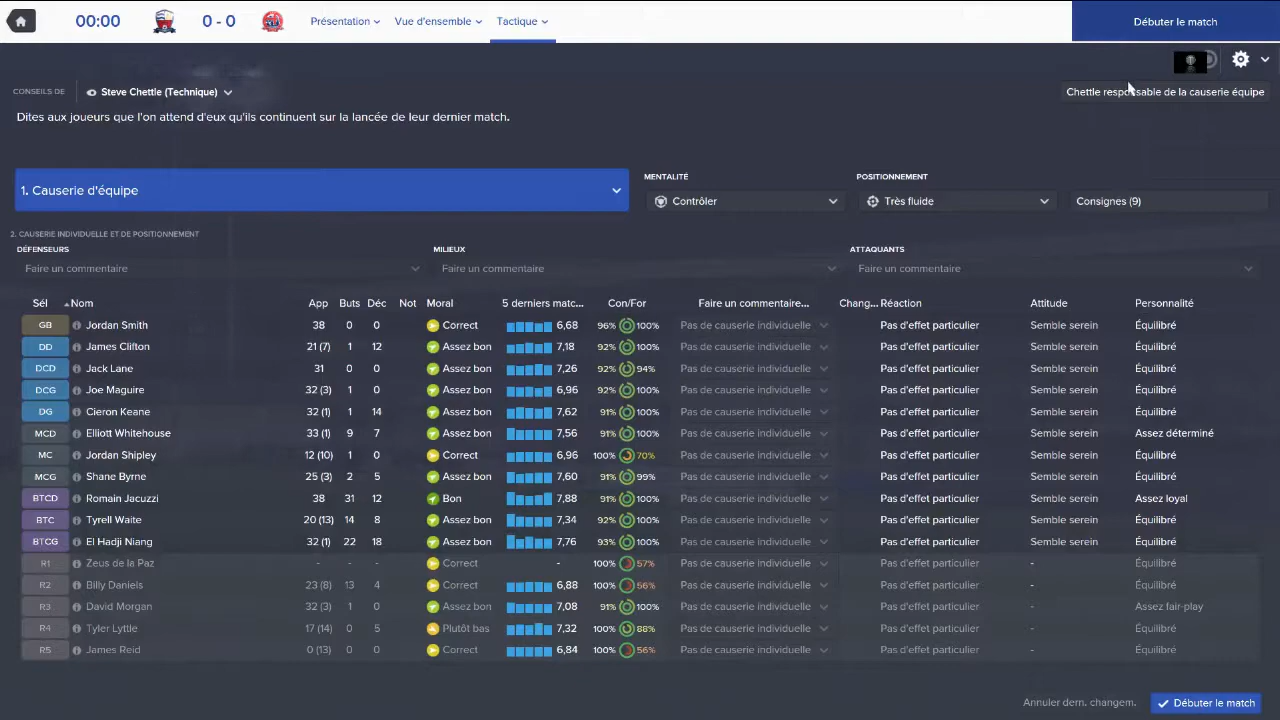 00:00 0 - 0 Présentation Vue d'ensemble Tactique Débuter le match
CONSEILS DE Steve Chettle (Technique) Chettle responsable de la causerie équipe
Dites aux joueurs que l'on attend d'eux qu'ils continuent sur la lancée de leur dernier match.
MENTALITÉ POSITIONNEMENT
1. Causerie d'équipe Contrôler Très fluide Consignes (9)
2. CAUSERIE INDIVIDUELLE ET DE POSITIONNEMENT
DÉFENSEURS MILIEUX ATTAQUANTS
Faire un commentaire Faire un commentaire Faire un commentaire
Sél Nom App Buts Déc Not Moral 5 derniers matc... Con/For Faire un commentaire... Chang... Réaction Attitude Personnalité
GB Jordan Smith 38 0 0 Correct 6,68 96% 100% Pas de causerie individuelle Pas d'effet particulier Semble serein Équilibré
DD James Clifton 21 (7) 1 12 Assez bon 7,18 92% 100% Pas de causerie individuelle Pas d'effet particulier Semble serein Équilibré
DCD Jack Lane 31 0 0 Assez bon 7,26 92% 94% Pas de causerie individuelle Pas d'effet particulier Semble serein Équilibré
DCG Joe Maguire 32 (3) 1 0 Assez bon 6,96 92% 100% Pas de causerie individuelle Pas d'effet particulier Semble serein Équilibré
DG Cieron Keane 32 (1) 1 14 Assez bon 7,62 91% 100% Pas de causerie individuelle Pas d'effet particulier Semble serein Équilibré
MCD Elliott Whitehouse 33 (1) 9 7 Assez bon 7,56 91% 100% Pas de causerie individuelle Pas d'effet particulier Semble serein Assez déterminé
MC Jordan Shipley 12 (10) 1 0 Correct 6,96 100% 70% Pas de causerie individuelle Pas d'effet particulier Semble serein Équilibré
MCG Shane Byrne 25 (3) 2 5 Assez bon 7,60 91% 99% Pas de causerie individuelle Pas d'effet particulier Semble serein Équilibré
BTCD Romain Jacuzzi 38 31 12 Bon 7,88 91% 100% Pas de causerie individuelle Pas d'effet particulier Semble serein Assez loyal
BTC Tyrell Waite 20 (13) 14 8 Assez bon 7,34 92% 100% Pas de causerie individuelle Pas d'effet particulier Semble serein Équilibré
BTCG El Hadji Niang 32 (1) 22 18 Assez bon 7,76 93% 100% Pas de causerie individuelle Pas d'effet particulier Semble serein Équilibré
R1 Zeus de la Paz - - - Correct - 100% 57% Pas de causerie individuelle Pas d'effet particulier - Équilibré
R2 Billy Daniels 23 (8) 13 4 Correct 6,88 100% 56% Pas de causerie individuelle Pas d'effet particulier - Équilibré
R3 David Morgan 32 (3) 1 0 Assez bon 7,08 91% 100% Pas de causerie individuelle Pas d'effet particulier - Assez fair-play
R4 Tyler Lyttle 17 (14) 0 5 Plutôt bas 7,32 100% 88% Pas de causerie individuelle Pas d'effet particulier - Équilibré
R5 James Reid 0 (13) 0 0 Correct 6,84 100% 56% Pas de causerie individuelle Pas d'effet particulier - Équilibré
Annuler dern. changem. Débuter le match